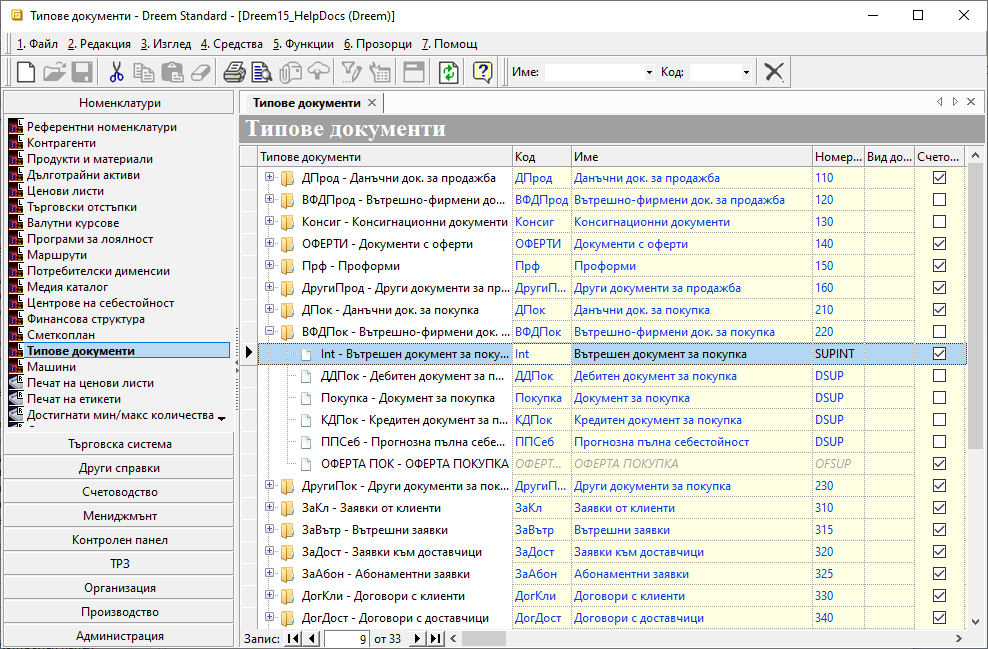 Типове документи - Dreem Standard - [Dreem15_HelpDocs (Dreem)]
1. Файл 2. Редакция 3. Изглед 4. Средства 5. Функции 6. Прозорци 7. Помощ
Име: Код:
Номенклатури
Референтни номенклатури
Контрагенти
Продукти и материали
Дълготрайни активи
Ценови листи
Търговски отстъпки
Валутни курсове
Програми за лоялност
Маршрути
Потребителски дименсии
Медия каталог
Центрове на себестойност
Финансова структура
Сметкоплан
Типове документи
Машини
Печат на ценови листи
Печат на етикети
Достигнати мин/макс количества
Търговска система
Други справки
Счетоводство
Мениджмънт
Контролен панел
ТРЗ
Организация
Производство
Администрация
Типове документи
Типове документи
Типове документи Код Име Номер... Вид до... Счето...
ДПрод - Данъчни док. за продажба ДПрод Данъчни док. за продажба 110
ВФДПрод - Вътрешно-фирмени до... ВФДПрод Вътрешно-фирмени док. за продажба 120
Консиг - Консигнационни документи Консиг Консигнационни документи 130
ОФЕРТИ - Документи с оферти ОФЕРТИ Документи с оферти 140
Прф - Проформи Прф Проформи 150
ДругиПрод - Други документи за пр... ДругиП... Други документи за продажба 160
ДПок - Данъчни док. за покупка ДПок Данъчни док. за покупка 210
ВФДПок - Вътрешно-фирмени док. ... ВФДПок Вътрешно-фирмени док. за покупка 220
Int - Вътрешен документ за поку... Int Вътрешен документ за покупка SUPINT
ДДПок - Дебитен документ за п... ДДПок Дебитен документ за покупка DSUP
Покупка - Документ за покупка Покупка Документ за покупка DSUP
КДПок - Кредитен документ за п... КДПок Кредитен документ за покупка DSUP
ППСеб - Прогнозна пълна себе... ППСеб Прогнозна пълна себестойност DSUP
ОФЕРТА ПОК - ОФЕРТА ПОКУПКА ОФЕРТ... ОФЕРТА ПОКУПКА OFSUP
ДругиПок - Други документи за пок... ДругиП... Други документи за покупка 230
ЗаКл - Заявки от клиенти ЗаКл Заявки от клиенти 310
ЗаВътр - Вътрешни заявки ЗаВътр Вътрешни заявки 315
ЗаДост - Заявки към доставчици ЗаДост Заявки към доставчици 320
ЗаАбон - Абонаментни заявки ЗаАбон Абонаментни заявки 325
ДогКли - Договори с клиенти ДогКли Договори с клиенти 330
ДогДост - Договори с доставчици ДогДост Договори с доставчици 340
Запис: 9 от 33